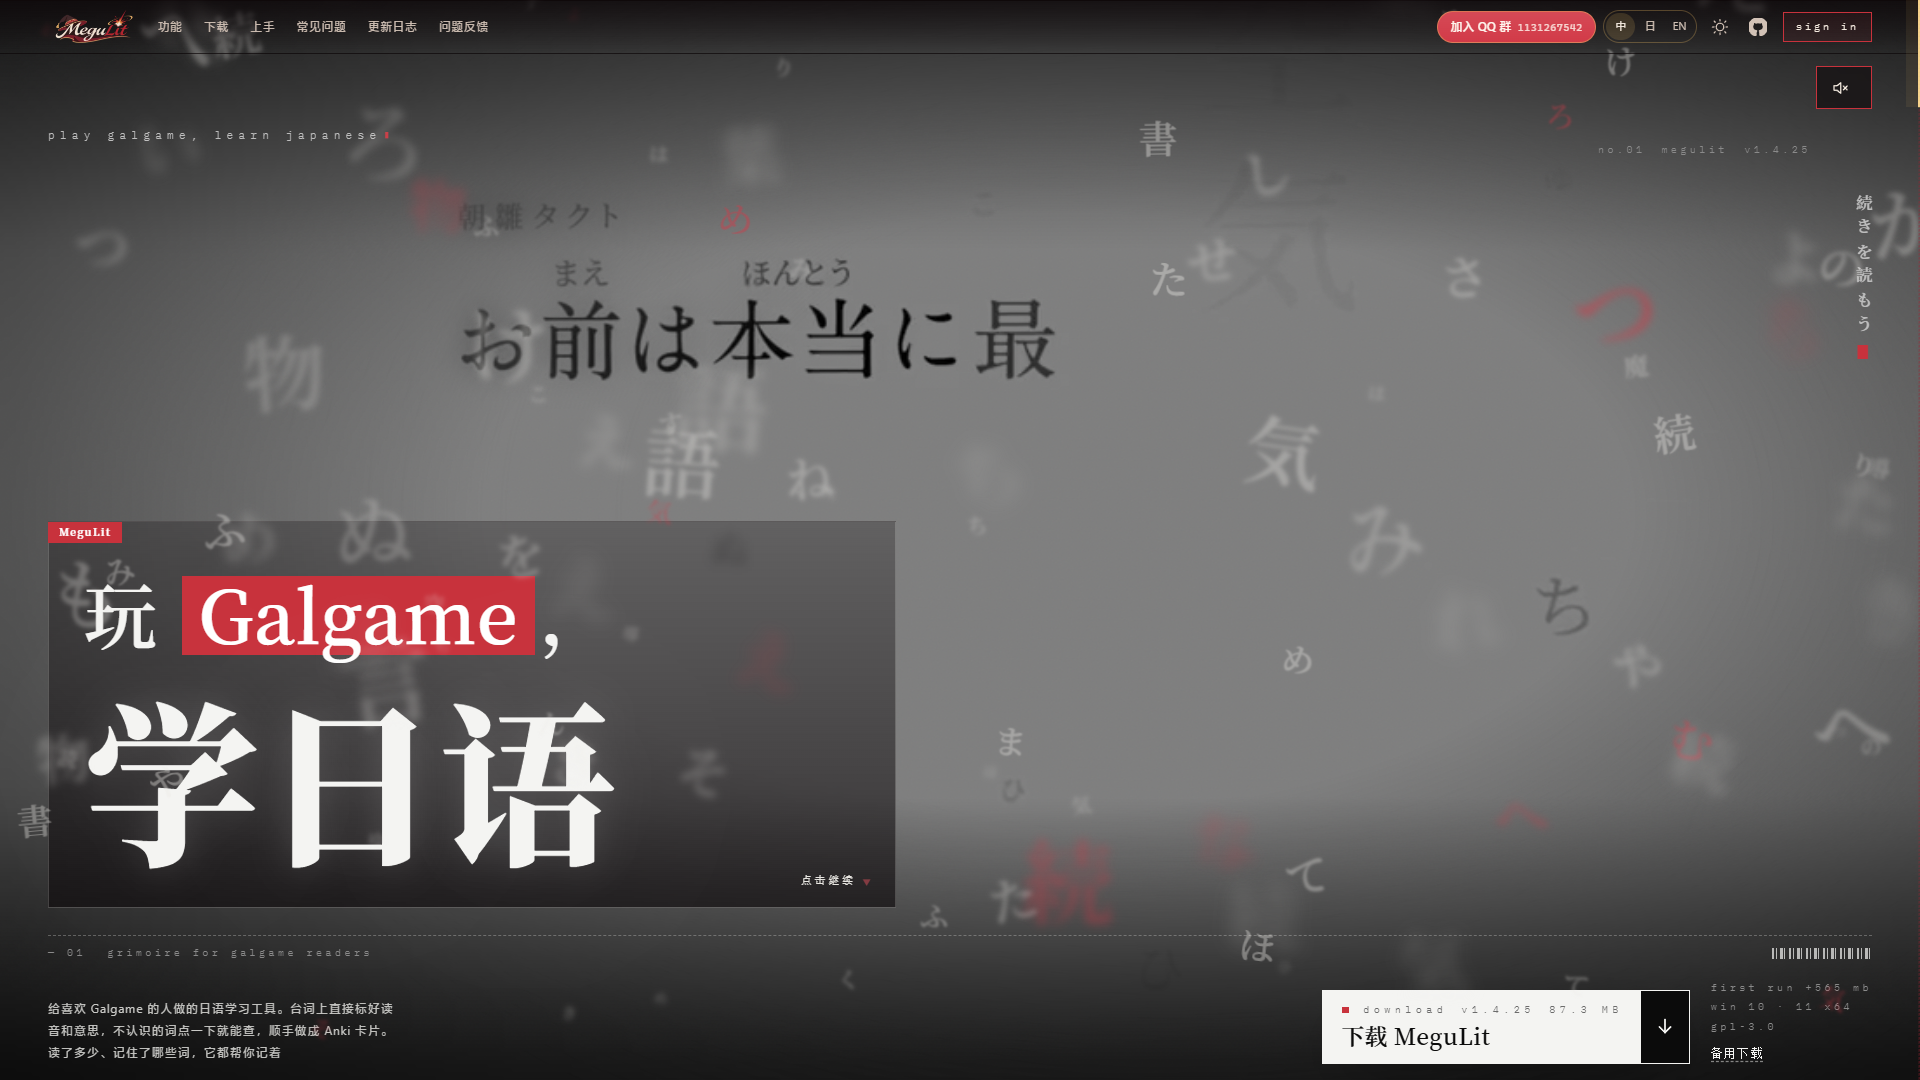 MeguLit
功能 下载 上手 常见问题 更新日志 问题反馈
加入 QQ 群 1131267542
中 日 EN
sign in
play galgame, learn japanese
no.01 megulit v1.4.25
続きを読もう
朝雛タクト
まえ ほんとう
お前は本当に最
MeguLit
玩 Galgame，
学日语
点击继续 ▼
— 01 grimoire for galgame readers
给喜欢 Galgame 的人做的日语学习工具。台词上直接标好读
音和意思，不认识的词点一下就能查，顺手做成 Anki 卡片。
读了多少、记住了哪些词，它都帮你记着
download v1.4.25 87.3 MB
下载 MeguLit
first run +565 mb
win 10 · 11 x64
gpl-3.0
备用下载